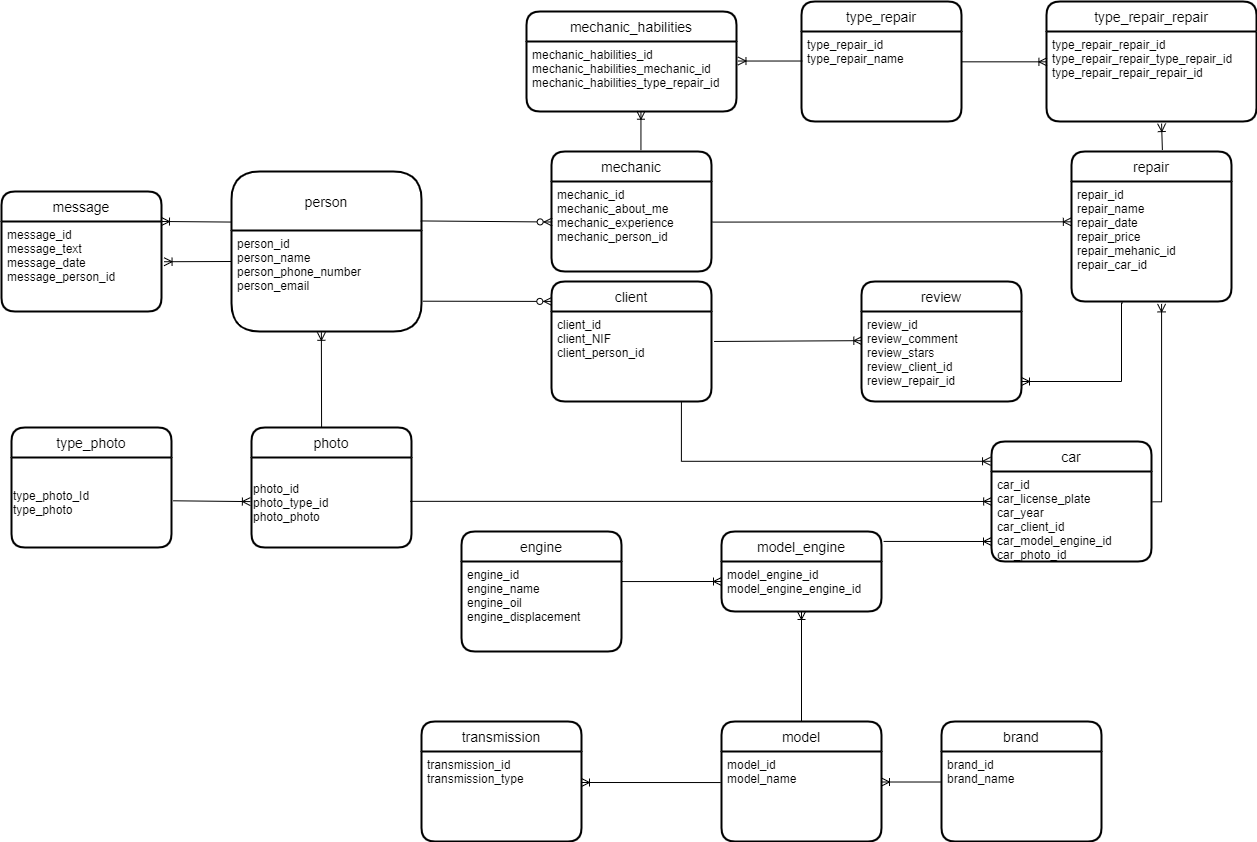 mechanic_habilities
mechanic_habilities_id
mechanic_habilities_mechanic_id
mechanic_habilities_type_repair_id
type_repair
type_repair_id
type_repair_name
type_repair_repair
type_repair_repair_id
type_repair_repair_type_repair_id
type_repair_repair_repair_id
message
message_id
message_text
message_date
message_person_id
person
person_id
person_name
person_phone_number
person_email
mechanic
mechanic_id
mechanic_about_me
mechanic_experience
mechanic_person_id
repair
repair_id
repair_name
repair_date
repair_price
repair_mehanic_id
repair_car_id
client
client_id
client_NIF
client_person_id
review
review_id
review_comment
review_stars
review_client_id
review_repair_id
type_photo
type_photo_Id
type_photo
photo
photo_id
photo_type_id
photo_photo
car
car_id
car_license_plate
car_year
car_client_id
car_model_engine_id
car_photo_id
engine
engine_id
engine_name
engine_oil
engine_displacement
model_engine
model_engine_id
model_engine_engine_id
transmission
transmission_id
transmission_type
model
model_id
model_name
brand
brand_id
brand_name